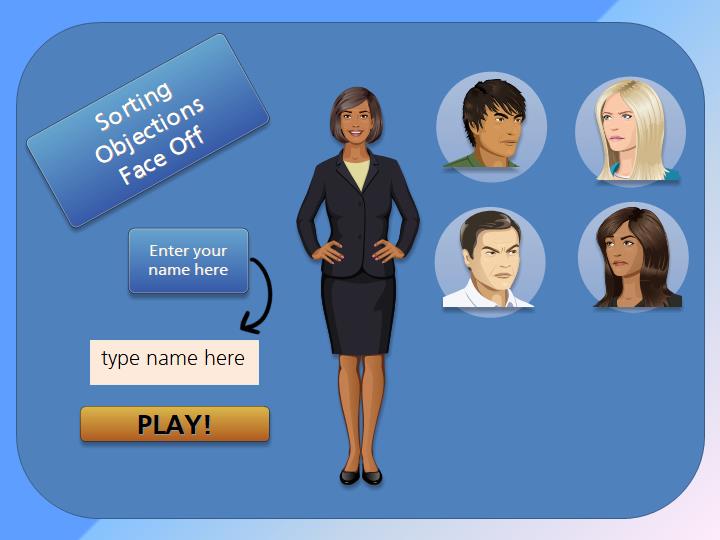 Sorting
Objections
Face Off
Enter your
name here
type name here
PLAY!